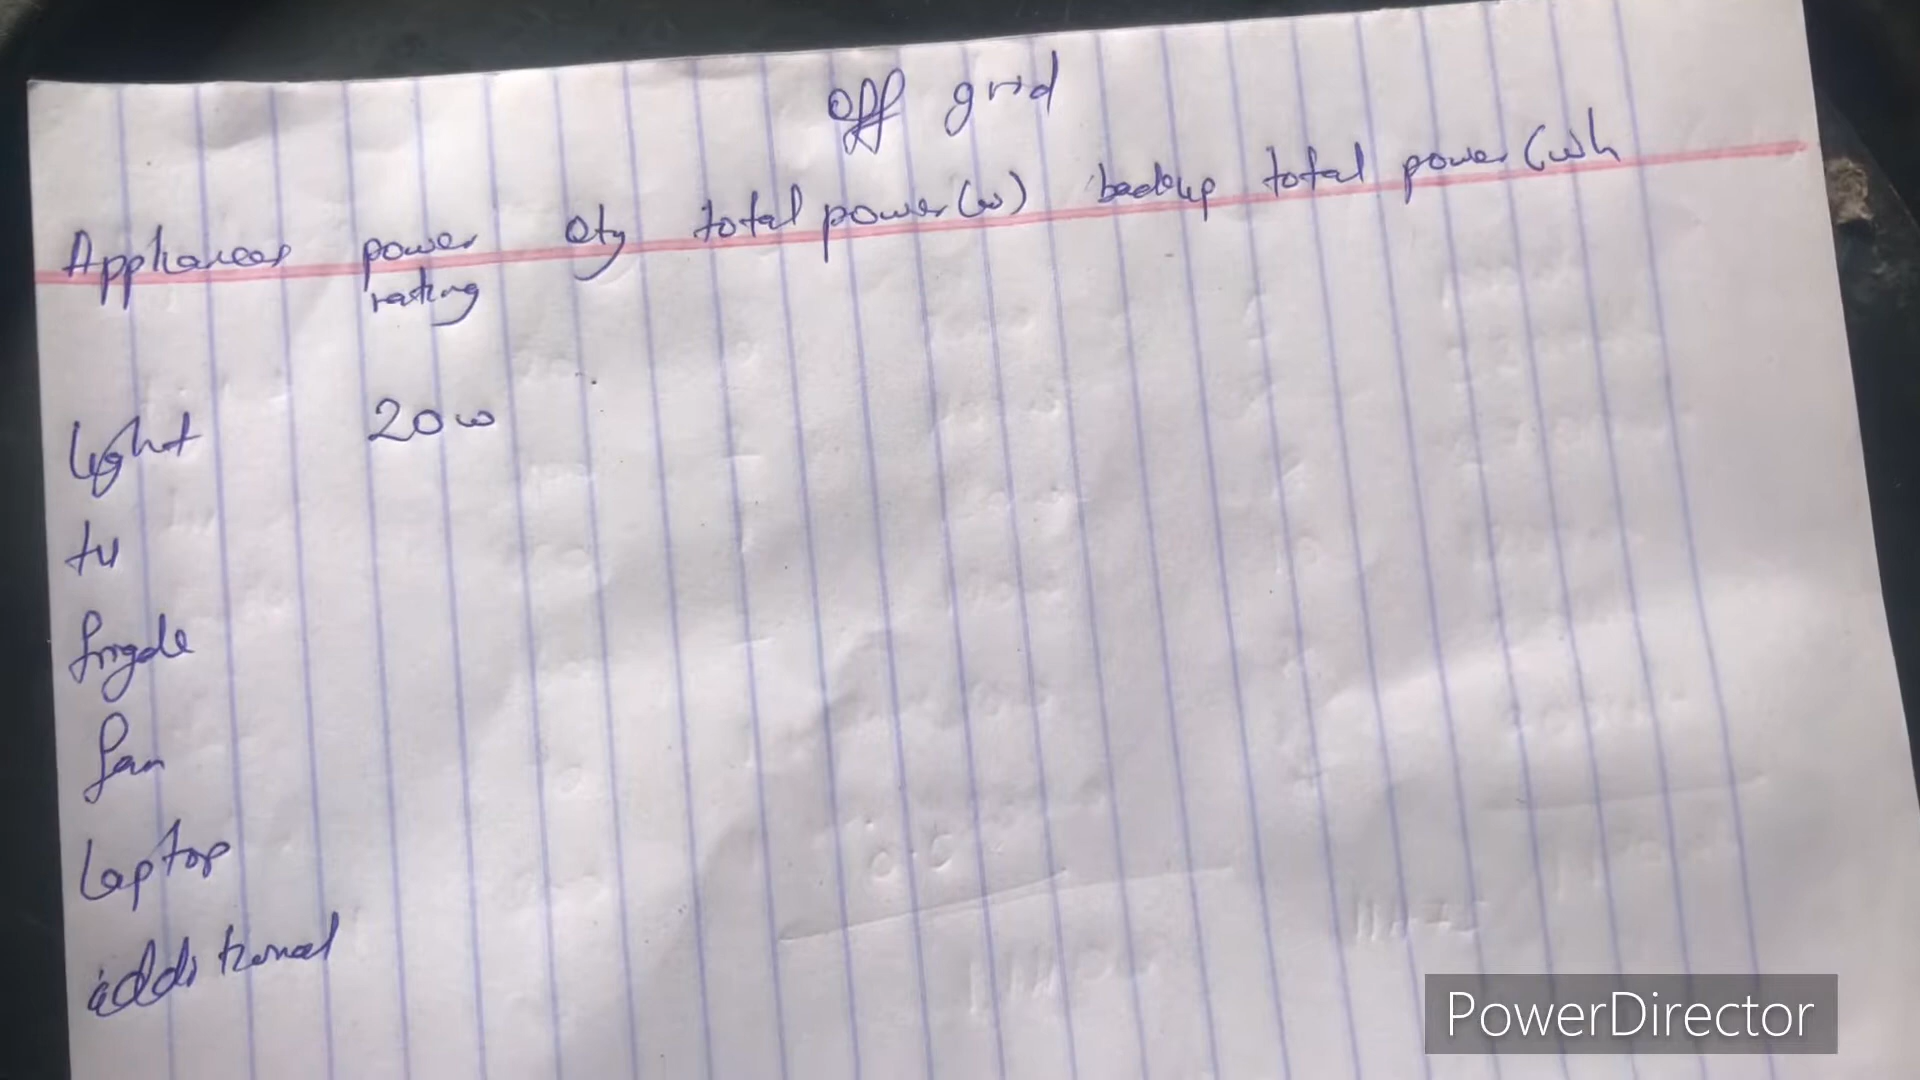 off grid
Appliances power rating Qty total power(w) backup total power (wh
light 20w
tv
fridge
fan
laptop
additional
PowerDirector